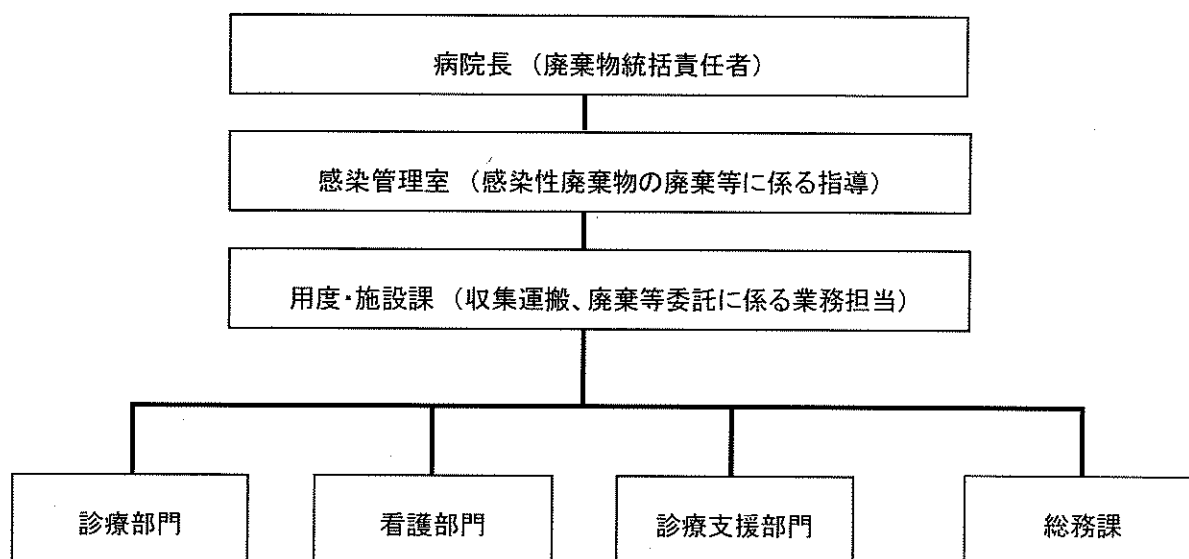 病院長 （廃棄物統括責任者）
感染管理室 （感染性廃棄物の廃棄等に係る指導）
用度・施設課 （収集運搬、廃棄等委託に係る業務担当）
診療部門
看護部門
診療支援部門
総務課